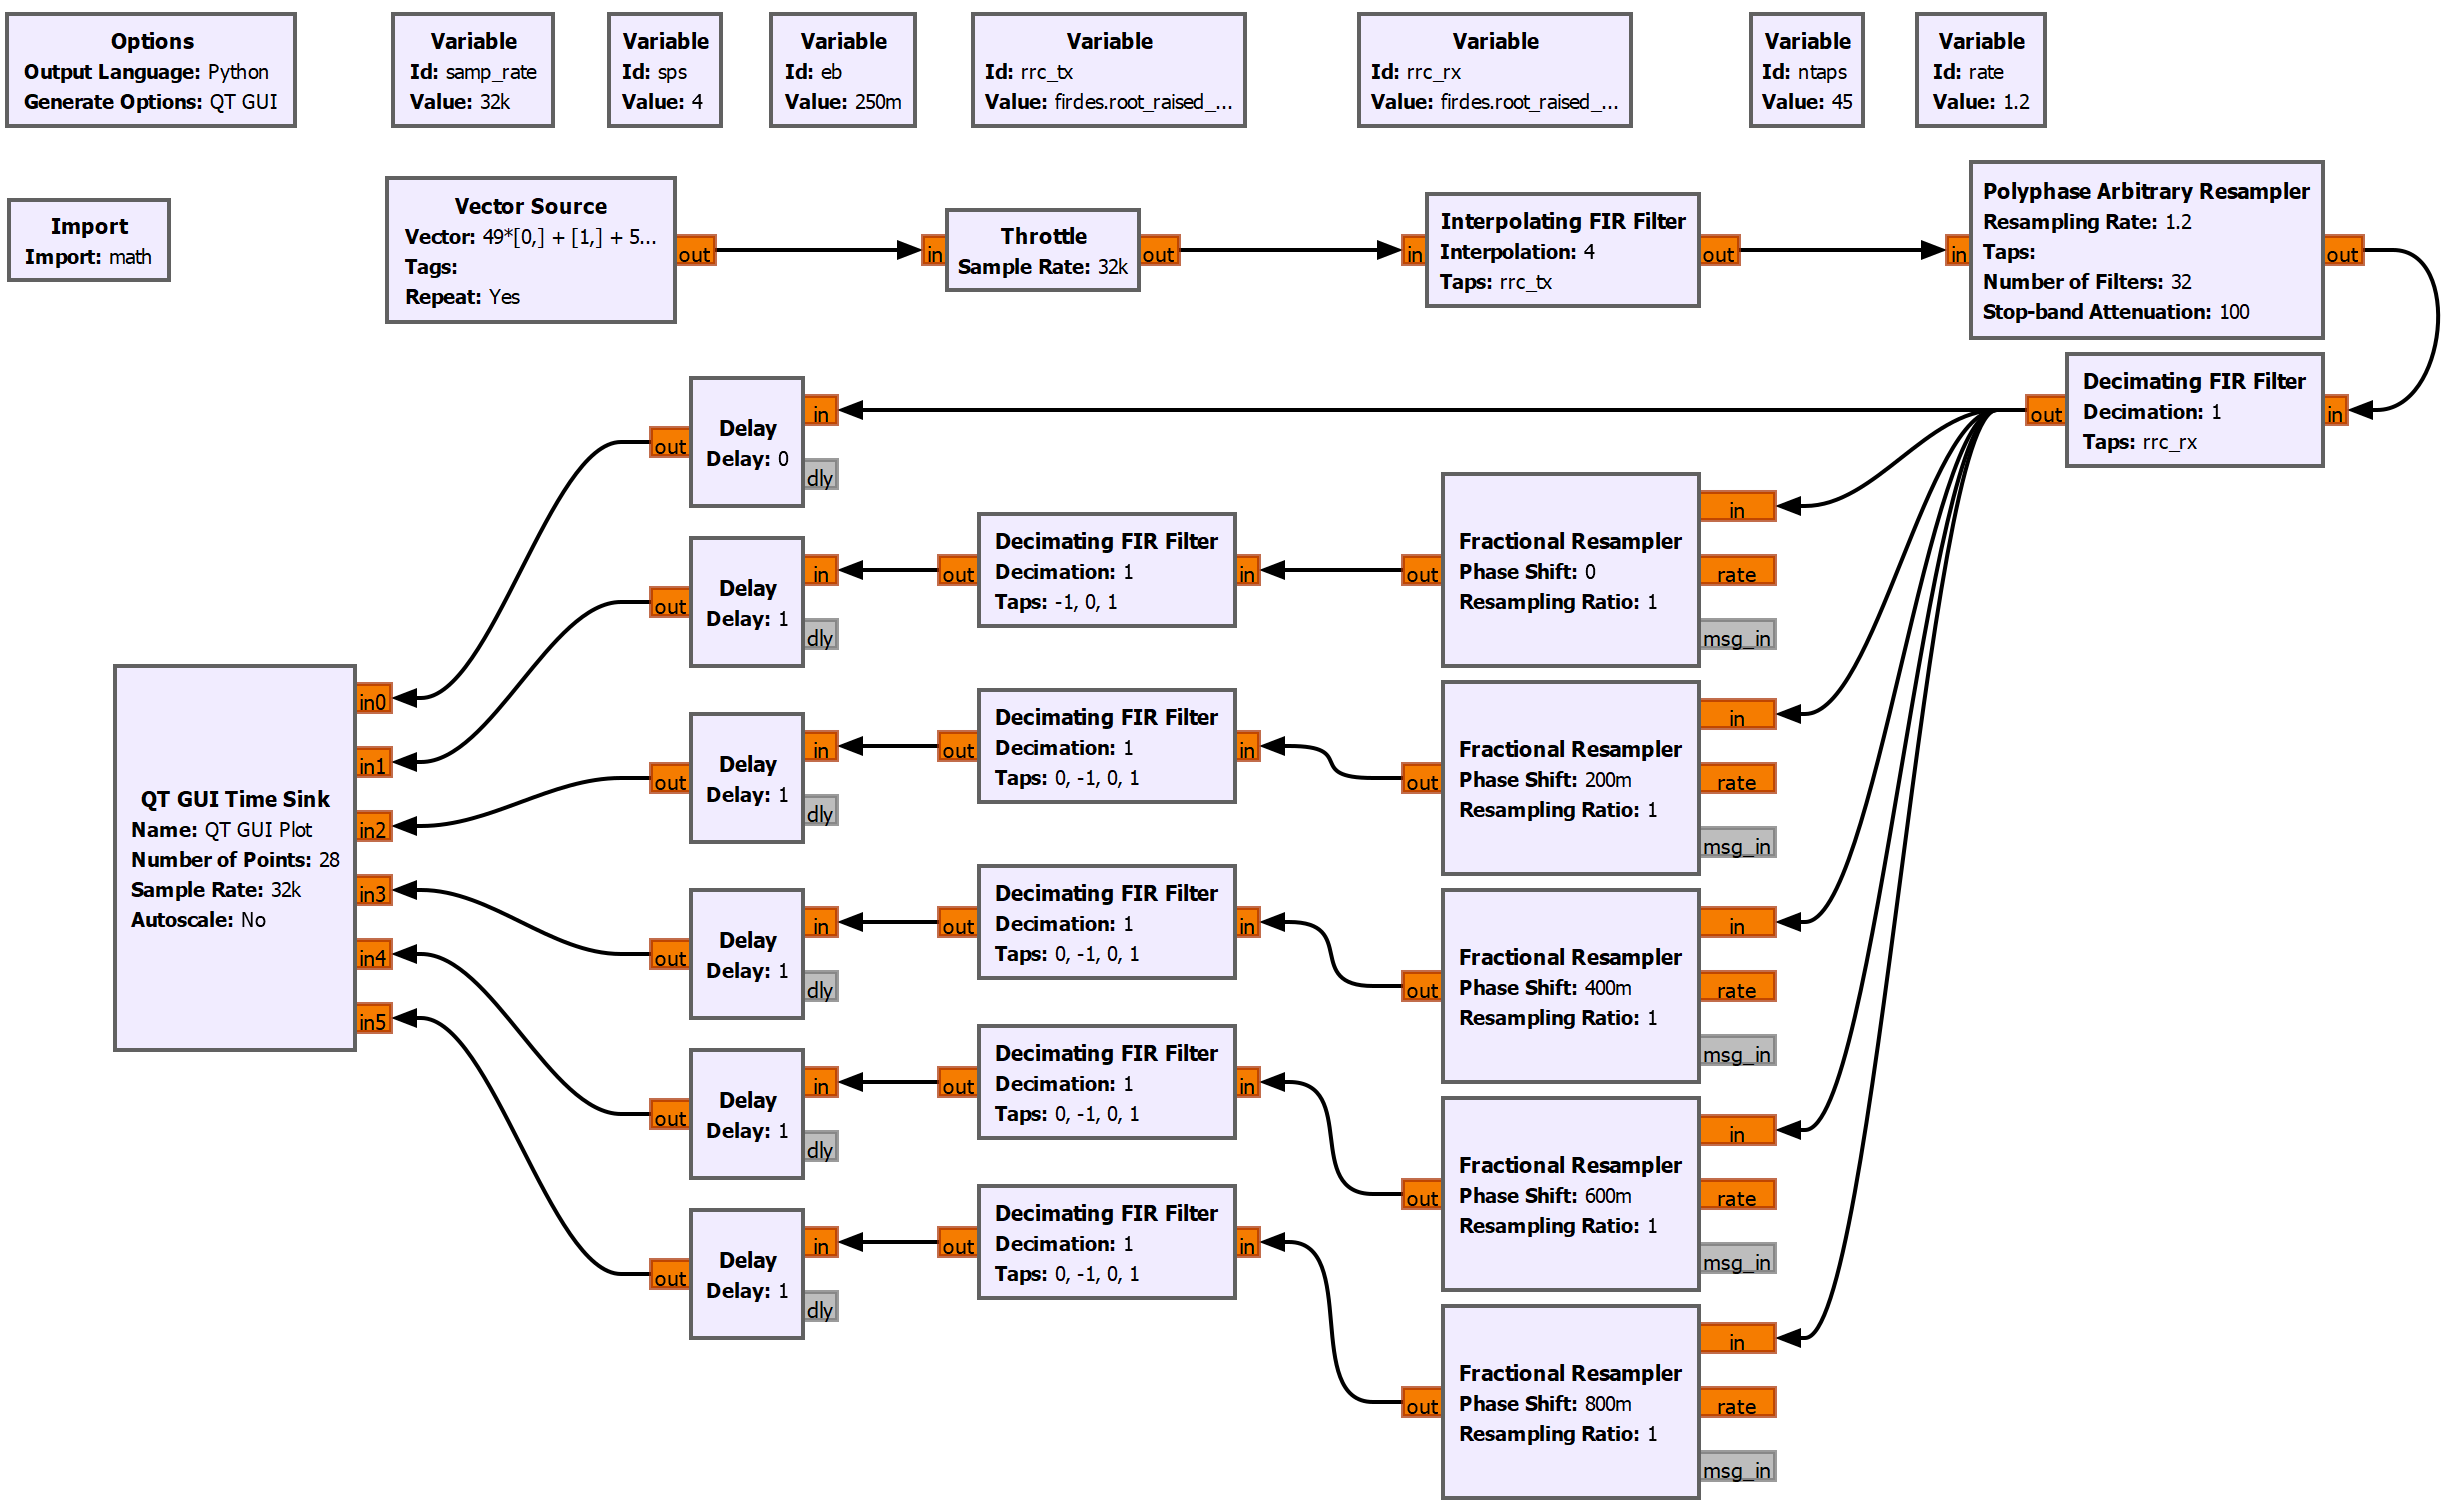 Options
Output Language: Python
Generate Options: QT GUI
Variable
Id: samp_rate
Value: 32k
Variable
Id: sps
Value: 4
Variable
Id: eb
Value: 250m
Variable
Id: rrc_tx
Value: firdes.root_raised_...
Variable
Id: rrc_rx
Value: firdes.root_raised_...
Variable
Id: ntaps
Value: 45
Variable
Id: rate
Value: 1.2
Import
Import: math
Vector Source
Vector: 49*[0,] + [1,] + 5...
Tags:
Repeat: Yes
out
in
Throttle
Sample Rate: 32k
out
in
Interpolating FIR Filter
Interpolation: 4
Taps: rrc_tx
out
in
Polyphase Arbitrary Resampler
Resampling Rate: 1.2
Taps:
Number of Filters: 32
Stop-band Attenuation: 100
out
in
Decimating FIR Filter
Decimation: 1
Taps: rrc_rx
out
in
dly
Delay
Delay: 0
out
in
rate
msg_in
Fractional Resampler
Phase Shift: 0
Resampling Ratio: 1
out
in
Decimating FIR Filter
Decimation: 1
Taps: -1, 0, 1
out
in
dly
Delay
Delay: 1
out
in
rate
msg_in
Fractional Resampler
Phase Shift: 200m
Resampling Ratio: 1
out
in
Decimating FIR Filter
Decimation: 1
Taps: 0, -1, 0, 1
out
in
dly
Delay
Delay: 1
out
in
rate
msg_in
Fractional Resampler
Phase Shift: 400m
Resampling Ratio: 1
out
in
Decimating FIR Filter
Decimation: 1
Taps: 0, -1, 0, 1
out
in
dly
Delay
Delay: 1
out
in
rate
msg_in
Fractional Resampler
Phase Shift: 600m
Resampling Ratio: 1
out
in
Decimating FIR Filter
Decimation: 1
Taps: 0, -1, 0, 1
out
in
dly
Delay
Delay: 1
out
in
rate
msg_in
Fractional Resampler
Phase Shift: 800m
Resampling Ratio: 1
out
in
Decimating FIR Filter
Decimation: 1
Taps: 0, -1, 0, 1
out
in
dly
Delay
Delay: 1
out
in0
in1
in2
in3
in4
in5
QT GUI Time Sink
Name: QT GUI Plot
Number of Points: 28
Sample Rate: 32k
Autoscale: No